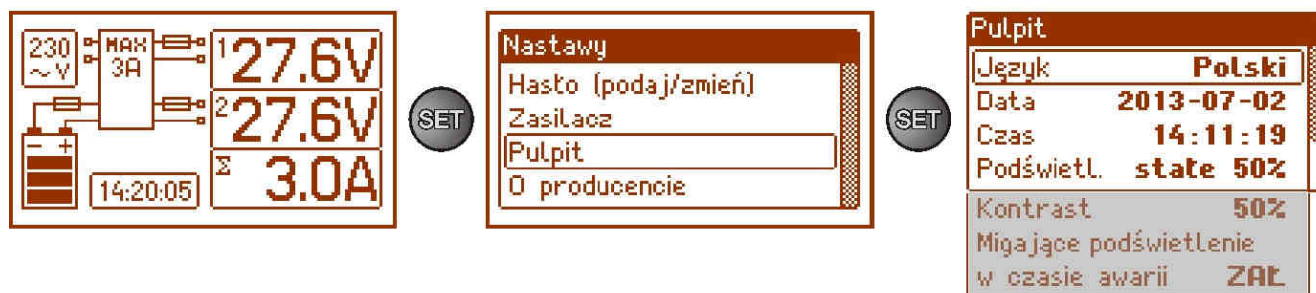 230
~V
MAX
3A
1 27.6V
2 27.6V
Σ 3.0A
- +
14:20:05
SET
Nastawy
Hasło (podaj/zmień)
Zasilacz
Pulpit
O producencie
SET
Pulpit
Język Polski
Data 2013-07-02
Czas 14:11:19
Podświetl. stałe 50%
Kontrast 50%
Migające podświetlenie
w czasie awarii ZAŁ